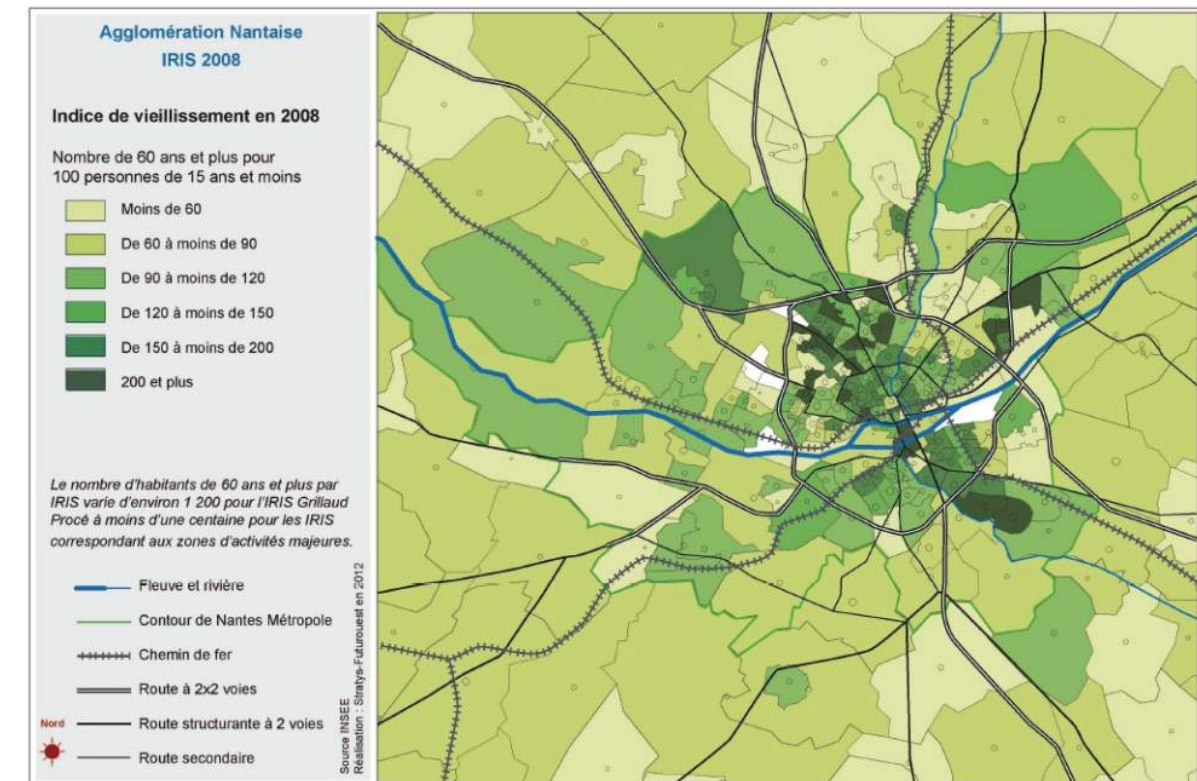 Agglomération Nantaise
IRIS 2008
Indice de vieillissement en 2008
Nombre de 60 ans et plus pour
100 personnes de 15 ans et moins
Moins de 60
De 60 à moins de 90
De 90 à moins de 120
De 120 à moins de 150
De 150 à moins de 200
200 et plus
Le nombre d'habitants de 60 ans et plus par
IRIS varie d'environ 1 200 pour l'IRIS Grillaud
Procé à moins d'une centaine pour les IRIS
correspondant aux zones d'activités majeures.
Fleuve et rivière
Contour de Nantes Métropole
Chemin de fer
Route à 2x2 voies
Route structurante à 2 voies
Route secondaire
Nord
Source INSEE
Réalisation : Stratys-Futurouest en 2012